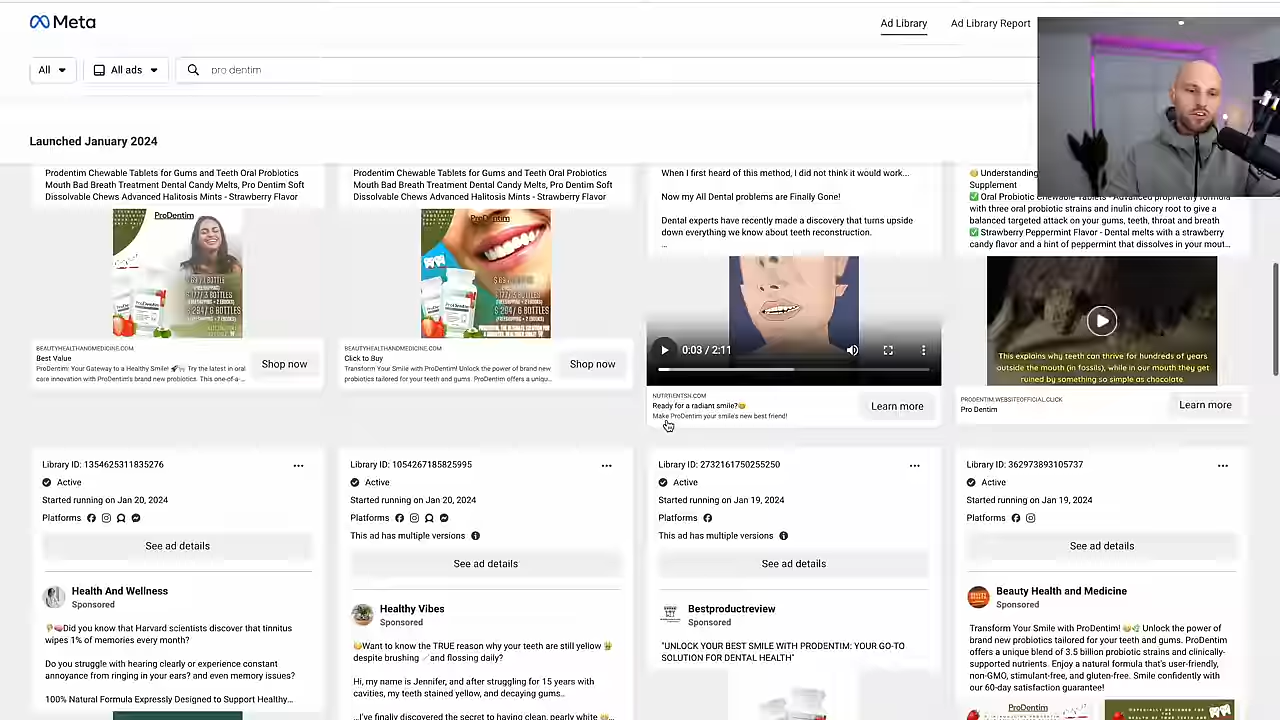 Meta
Ad Library
Ad Library Report
All
All ads
pro dentim
Launched January 2024
Prodentim Chewable Tablets for Gums and Teeth Oral Probiotics
Mouth Bad Breath Treatment Dental Candy Melts, Pro Dentim Soft
Dissolvable Chews Advanced Halitosis Mints - Strawberry Flavor
ProDentim
$ 69 / 1 BOTTLE
$ 177 / 3 BOTTLES
$ 294 / 6 BOTTLES
BEAUTYHEALTHANDMEDICINE.COM
Best Value
ProDentim: Your Gateway to a Healthy Smile! 🚀🦷 Try the latest in oral
care innovation with ProDentim's brand new probiotics. This one-of-a-...
Shop now
Prodentim Chewable Tablets for Gums and Teeth Oral Probiotics
Mouth Bad Breath Treatment Dental Candy Melts, Pro Dentim Soft
Dissolvable Chews Advanced Halitosis Mints - Strawberry Flavor
ProDentim
$ 177 / 3 BOTTLES
$ 294 / 6 BOTTLES
BEAUTYHEALTHANDMEDICINE.COM
Click to Buy
Transform Your Smile with ProDentim! Unlock the power of brand new
probiotics tailored for your teeth and gums. ProDentim offers a uniqu...
Shop now
When I first heard of this method, I did not think it would work...
Now my All Dental problems are Finally Gone!
Dental experts have recently made a discovery that turns upside
down everything we know about teeth reconstruction.
...
0:03 / 2:11
Ready for a radiant smile?😁
Make ProDentim your smile's new best friend!
Learn more
Understanding
Supplement
✅ Oral Probiotic Chewable Tablets - Advanced proprietary formula
with three oral probiotic strains and inulin chicory root to give a
balanced targeted attack on your gums, teeth, throat and breath
✅ Strawberry Peppermint Flavor - Dental melts with a strawberry
candy flavor and a hint of peppermint that dissolves in your mout...
This explains why teeth can thrive for hundreds of years
outside the mouth (in fossils), while in our mouth they get
ruined by something so simple as chocolate.
PRODENTIM.WEBSITEOFFICIAL.CLICK
Pro Dentim
Learn more
Library ID: 1354625311835276
Active
Started running on Jan 20, 2024
Platforms
See ad details
Health And Wellness
Sponsored
👂🧠Did you know that Harvard scientists discover that tinnitus
wipes 1% of memories every month?
Do you struggle with hearing clearly or experience constant
annoyance from ringing in your ears? and even memory issues?
100% Natural Formula Expressly Designed to Support Healthy...
Library ID: 1054267185825995
Active
Started running on Jan 20, 2024
Platforms
This ad has multiple versions
See ad details
Healthy Vibes
Sponsored
Want to know the TRUE reason why your teeth are still yellow
despite brushing and flossing daily?
Hi, my name is Jennifer, and after struggling for 15 years with
cavities, my teeth stained yellow, and decaying gums...
...I've finally discovered the secret to having clean, pearly white ...
Library ID: 2732161750255250
Active
Started running on Jan 19, 2024
Platforms
This ad has multiple versions
See ad details
Bestproductreview
Sponsored
"UNLOCK YOUR BEST SMILE WITH PRODENTIM: YOUR GO-TO
SOLUTION FOR DENTAL HEALTH"
Library ID: 362973893105737
Active
Started running on Jan 19, 2024
Platforms
See ad details
Beauty Health and Medicine
Sponsored
Transform Your Smile with ProDentim! Unlock the power of
brand new probiotics tailored for your teeth and gums. ProDentim
offers a unique blend of 3.5 billion probiotic strains and clinically-
supported nutrients. Enjoy a natural formula that's user-friendly,
non-GMO, stimulant-free, and gluten-free. Smile confidently with
our 60-day satisfaction guarantee!
ProDentim